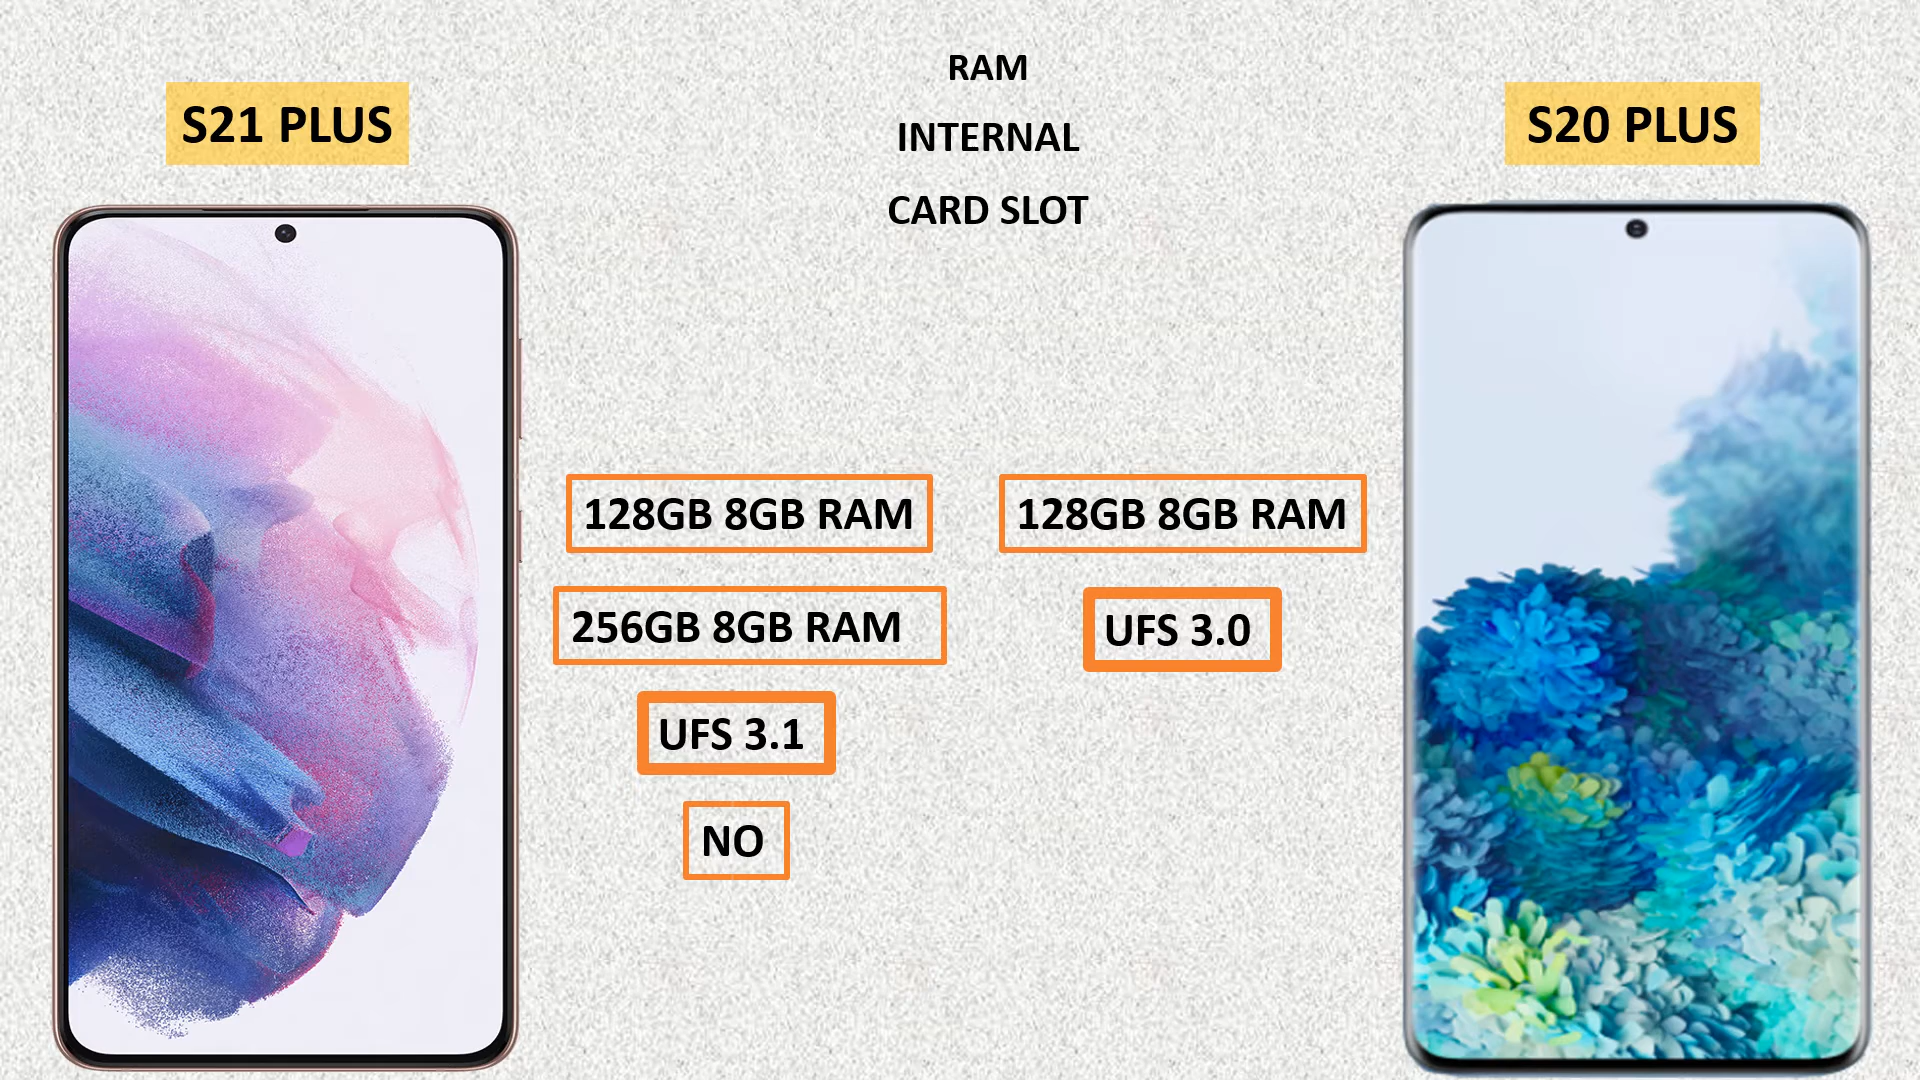 RAM
INTERNAL
CARD SLOT
S21 PLUS
S20 PLUS
128GB 8GB RAM
256GB 8GB RAM
UFS 3.1
NO
128GB 8GB RAM
UFS 3.0